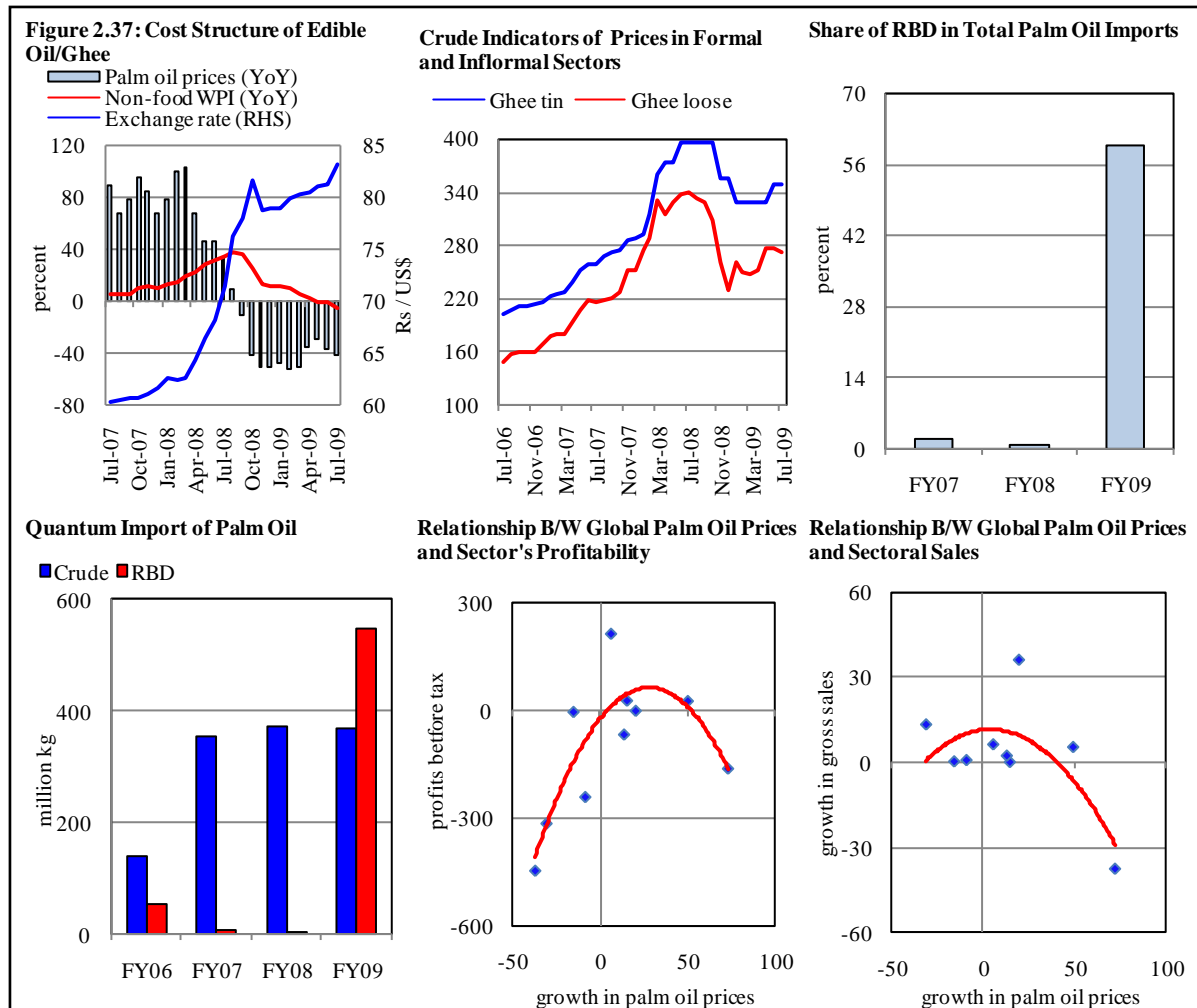 Figure 2.37: Cost Structure of Edible
Oil/Ghee
Palm oil prices (YoY)
Non-food WPI (YoY)
Exchange rate (RHS)
120
80
40
0
-40
-80
percent
85
80
75
70
65
60
Rs / US$
Jul-07
Oct-07
Jan-08
Apr-08
Jul-08
Oct-08
Jan-09
Apr-09
Jul-09
Crude Indicators of Prices in Formal
and Inflormal Sectors
Ghee tin
Ghee loose
400
340
280
220
160
100
Jul-06
Nov-06
Mar-07
Jul-07
Nov-07
Mar-08
Jul-08
Nov-08
Mar-09
Jul-09
Share of RBD in Total Palm Oil Imports
70
56
42
28
14
0
percent
FY07
FY08
FY09
Quantum Import of Palm Oil
Crude
RBD
600
400
200
0
million kg
FY06
FY07
FY08
FY09
Relationship B/W Global Palm Oil Prices
and Sector's Profitability
300
0
-300
-600
profits betfore tax
-50
0
50
100
growth in palm oil prices
Relationship B/W Global Palm Oil Prices
and Sectoral Sales
60
30
0
-30
-60
growth in grosss sales
-50
0
50
100
growth in palm oil prices